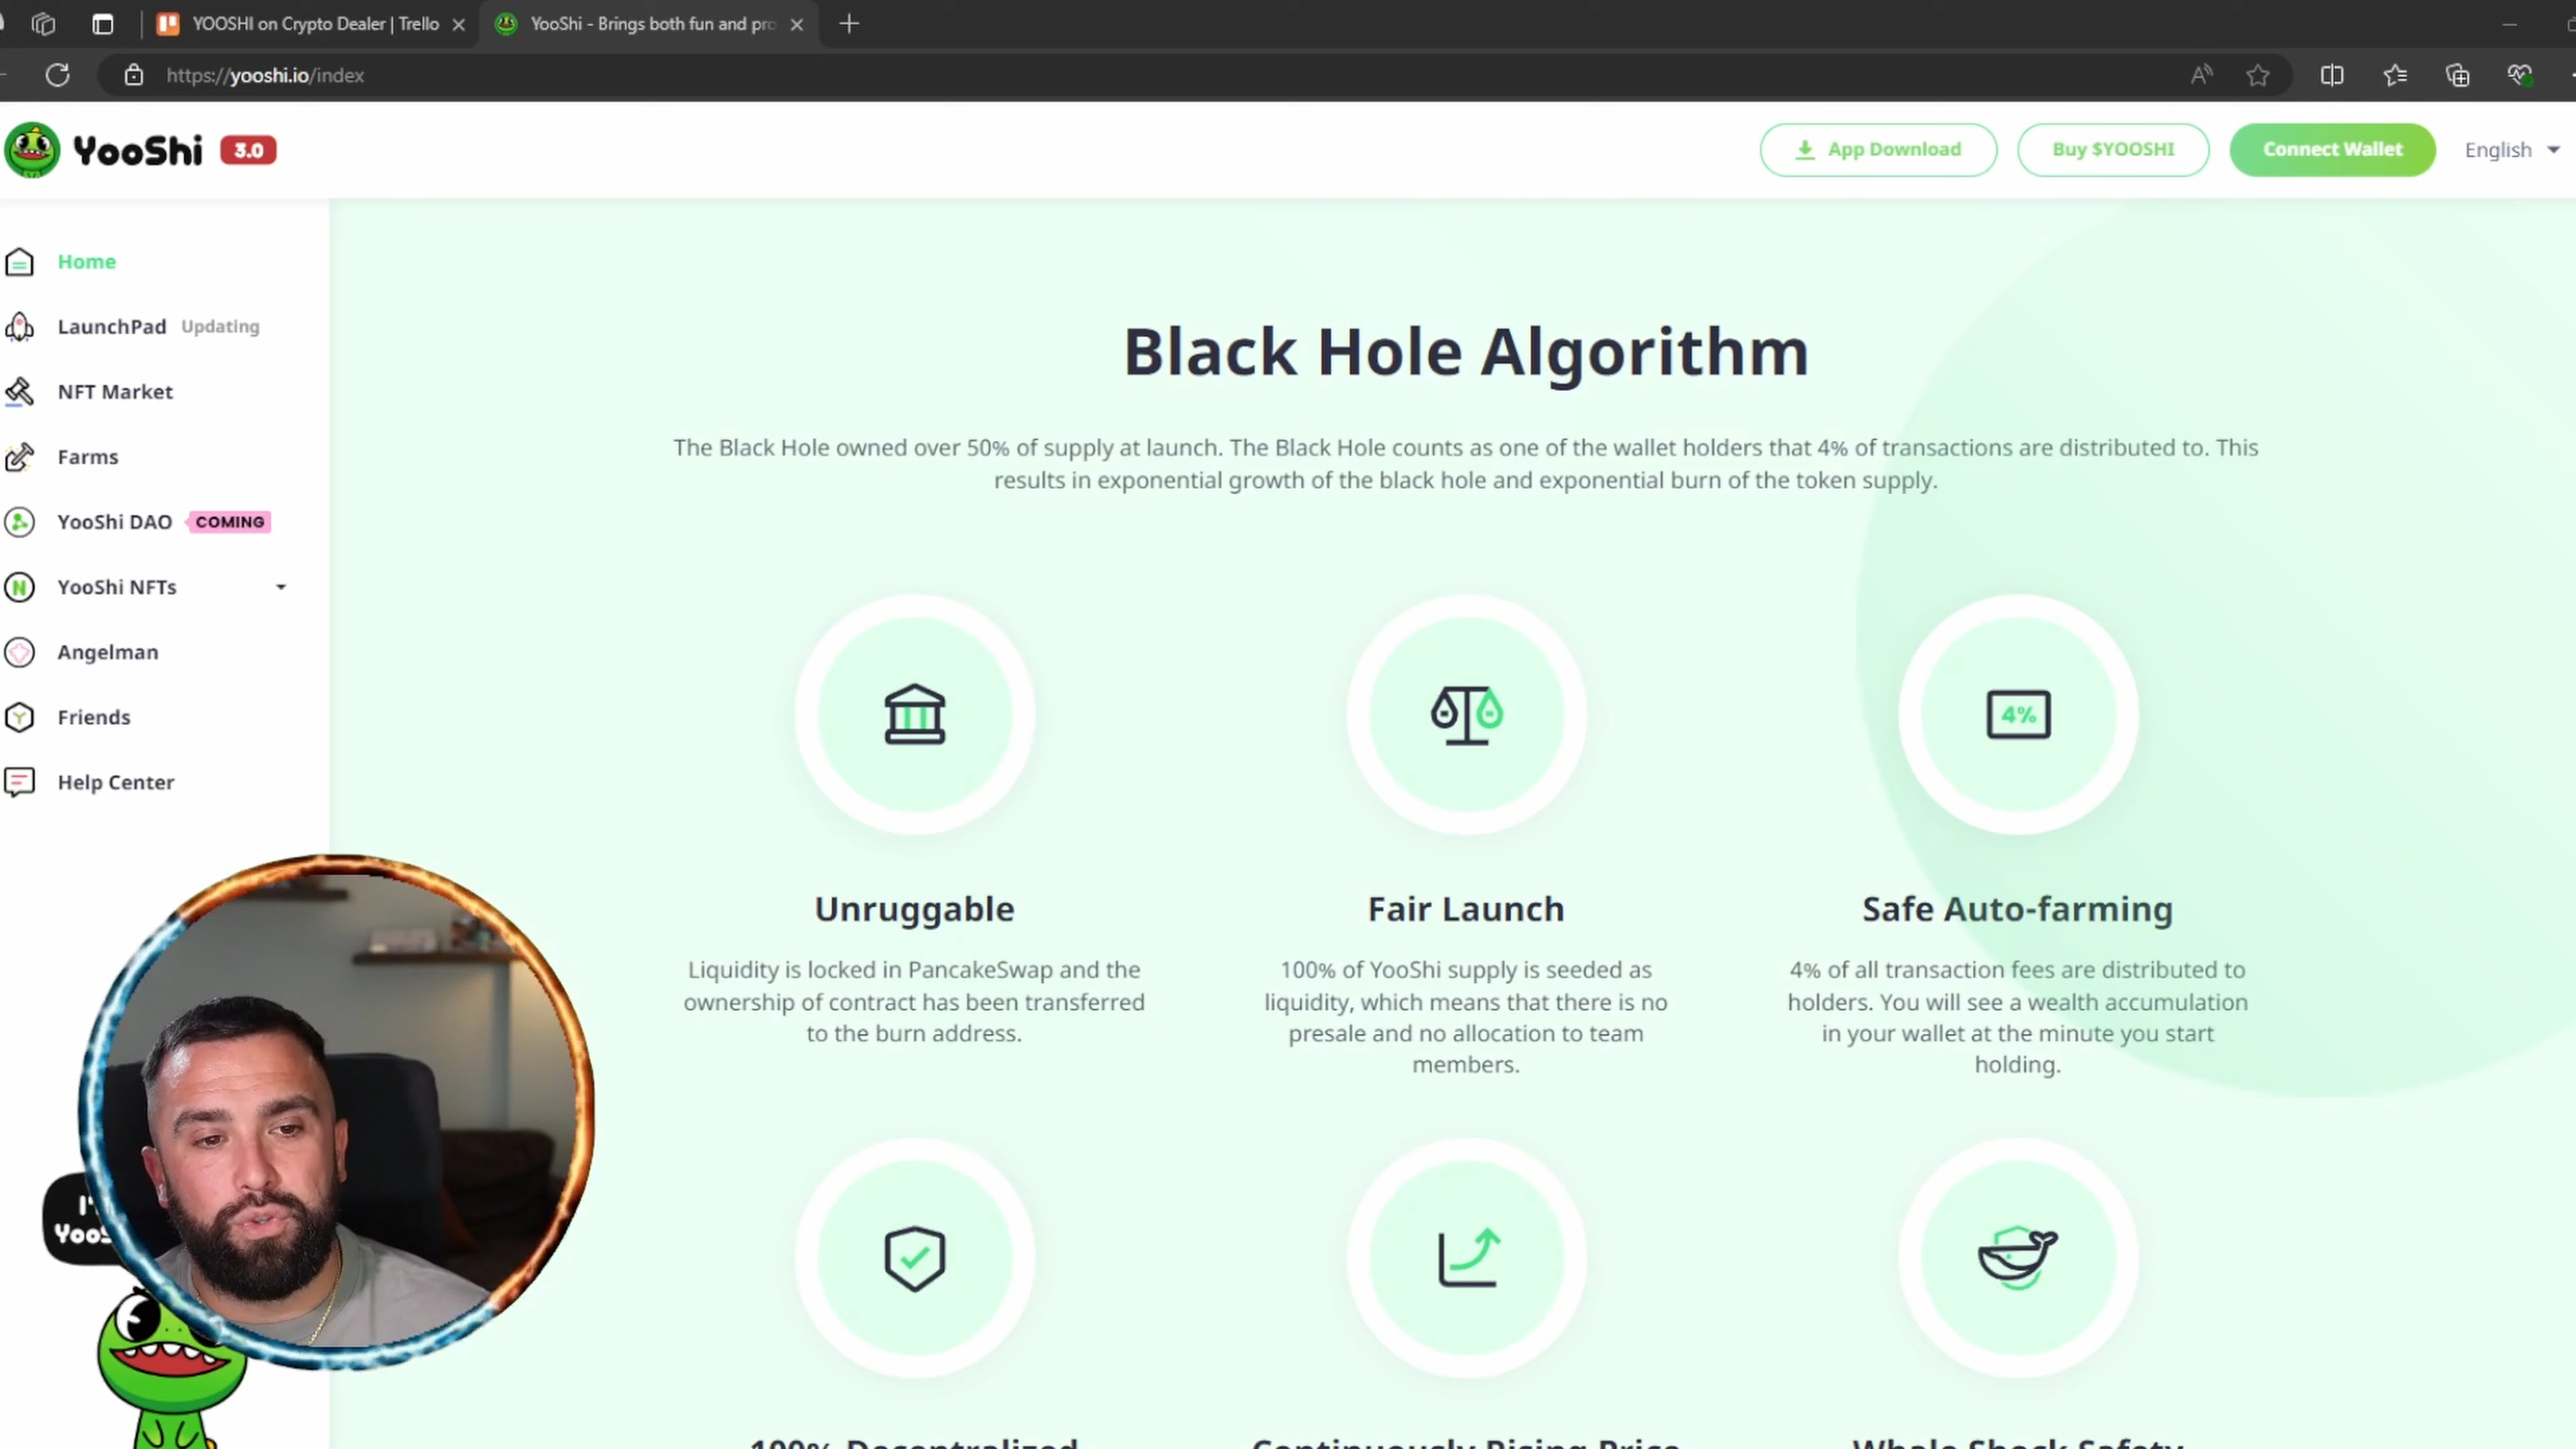 YOOSHI on Crypto Dealer | Trello
YooShi - Brings both fun and pro
https://yooshi.io/index
YooShi 3.0
App Download
Buy $YOOSHI
Connect Wallet
English
Home
LaunchPad Updating
NFT Market
Farms
YooShi DAO COMING
YooShi NFTs
Angelman
Friends
Help Center
Black Hole Algorithm
The Black Hole owned over 50% of supply at launch. The Black Hole counts as one of the wallet holders that 4% of transactions are distributed to. This
results in exponential growth of the black hole and exponential burn of the token supply.
4%
Unruggable
Liquidity is locked in PancakeSwap and the
ownership of contract has been transferred
to the burn address.
Fair Launch
100% of YooShi supply is seeded as
liquidity, which means that there is no
presale and no allocation to team
members.
Safe Auto-farming
4% of all transaction fees are distributed to
holders. You will see a wealth accumulation
in your wallet at the minute you start
holding.
100% Decentralized
Continuously Rising Price
Whale Shock Safety